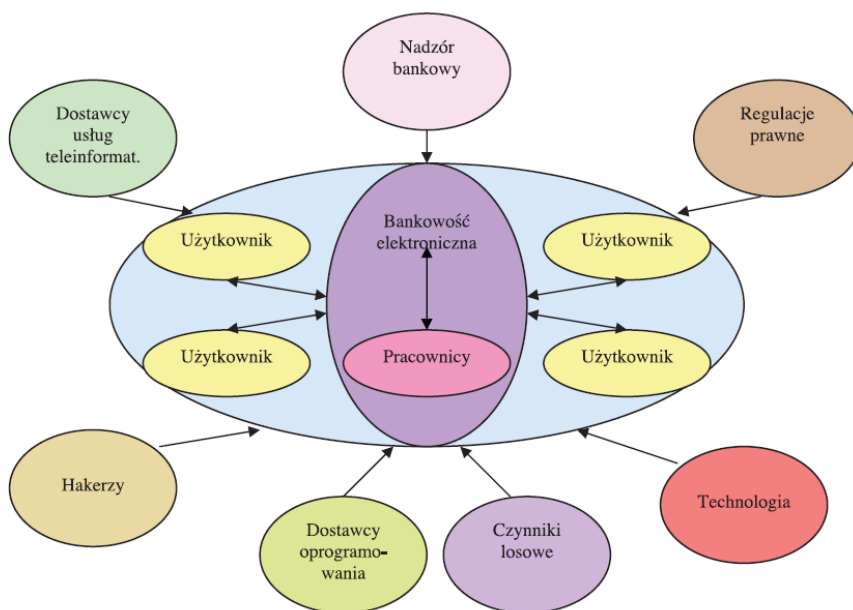 Nadzór
bankowy
Dostawcy
usług
teleinformat.
Regulacje
prawne
Bankowość
elektroniczna
Użytkownik
Użytkownik
Użytkownik
Pracownicy
Użytkownik
Hakerzy
Dostawcy
oprogramo-
wania
Czynniki
losowe
Technologia